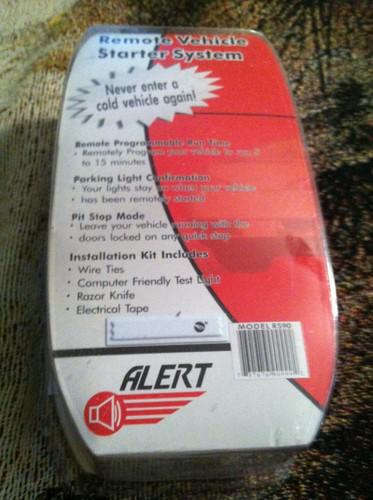 Remote Vehicle
Starter System
Never enter a
cold vehicle again!
Remote Programmable Run Time
• Remotely Program your vehicle to run 5
to 15 minutes
Parking Light Confirmation
• Your lights stay on when your vehicle
• has been remotely started
Pit Stop Mode
• Leave your vehicle running with the
• doors locked on any quick stop
Installation Kit Includes
• Wire Ties
• Computer Friendly Test Light
• Razor Knife
• Electrical Tape
MODEL RS90
ALERT